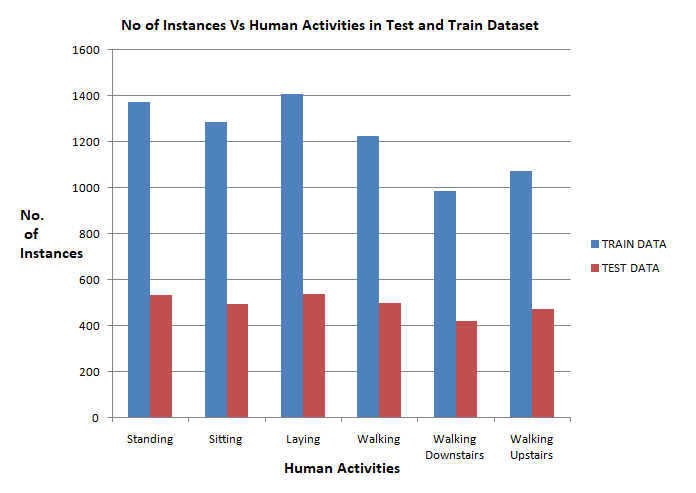 No of Instances Vs Human Activities in Test and Train Dataset
1600
1400
1200
1000
800
600
400
200
0
No.
of
Instances
Standing
Sitting
Laying
Walking
Walking
Downstairs
Walking
Upstairs
Human Activities
TRAIN DATA
TEST DATA